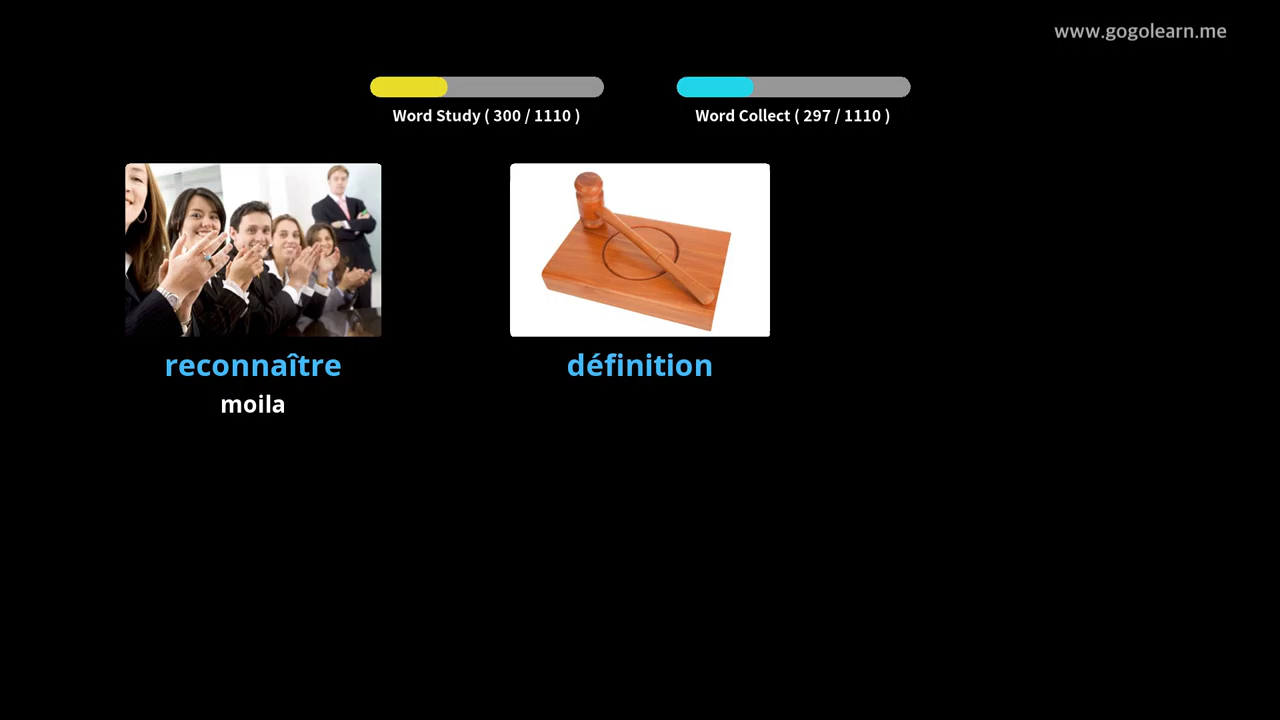 www.gogolearn.me
Word Study ( 300 / 1110 )
Word Collect ( 297 / 1110 )
reconnaître
définition
moila